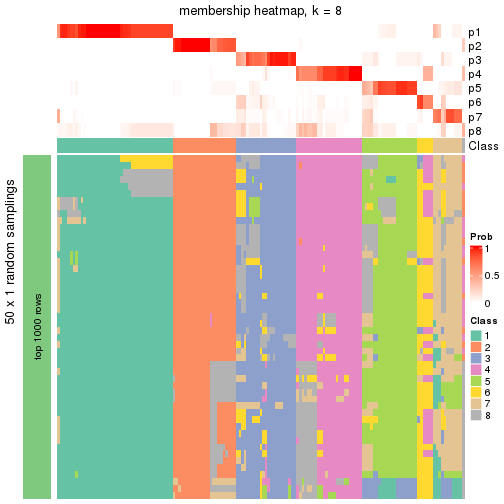 membership heatmap, k = 8
p1
p2
p3
p4
p5
p6
p7
p8
Class
50 x 1 random samplings
top 1000 rows
Prob
1
0.5
0
Class
1
2
3
4
5
6
7
8